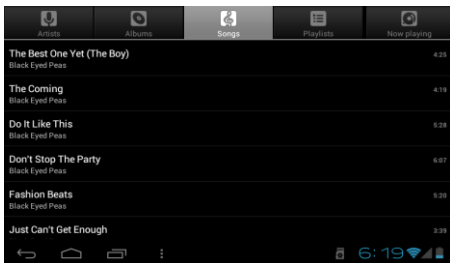 Artists
Albums
Songs
Playlists
Now playing
The Best One Yet (The Boy)
4:25
Black Eyed Peas
The Coming
4:19
Black Eyed Peas
Do It Like This
5:28
Black Eyed Peas
Don't Stop The Party
6:07
Black Eyed Peas
Fashion Beats
5:20
Black Eyed Peas
Just Can't Get Enough
3:39
6:19